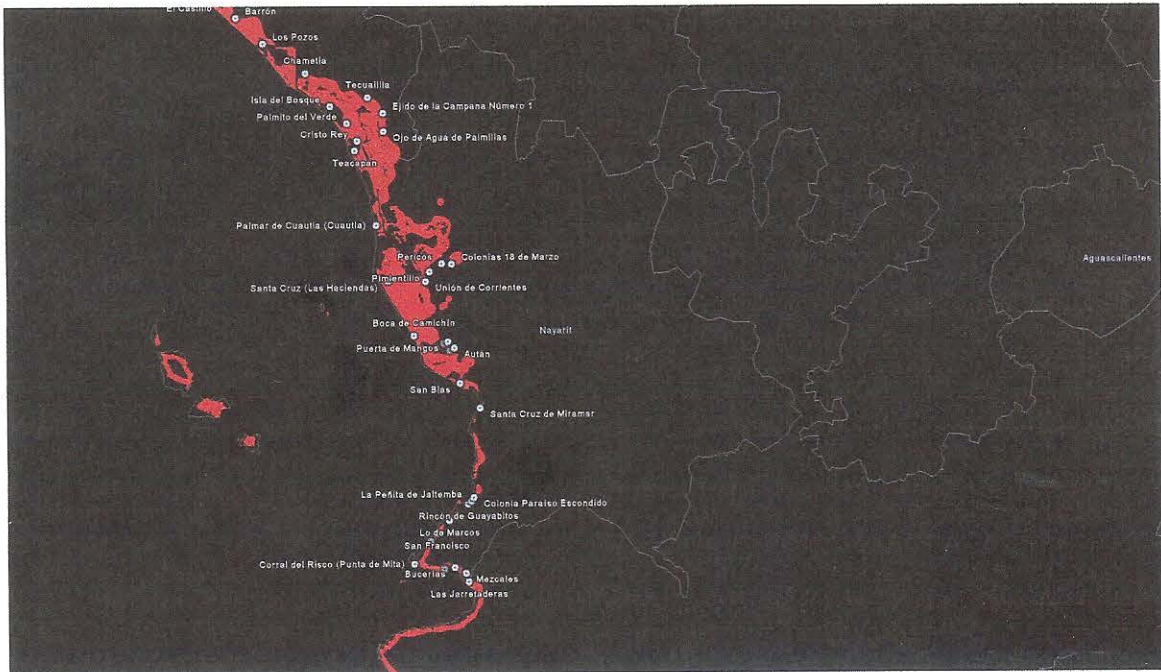 El Castillo
Barrón
Los Pozos
Chametla
Tecualilla
Isla del Bosque
Ejido de la Campana Número 1
Palmito del Verde
Cristo Rey
Ojo de Agua de Palmillas
Teacapan
Palmar de Cuautla (Cuautla)
Pericos
Colonias 18 de Marzo
Aguascalientes
Pimientillo
Santa Cruz (Las Haciendas)
Unión de Corrientes
Boca de Camichín
Nayarit
Puerta de Mangos
Aután
San Blas
Santa Cruz de Miramar
La Peñita de Jaltemba
Colonia Paraíso Escondido
Rincón de Guayabitos
Lo de Marcos
San Francisco
Corral del Risco (Punta de Mita)
Bucerías
Mezcales
Las Jarretaderas